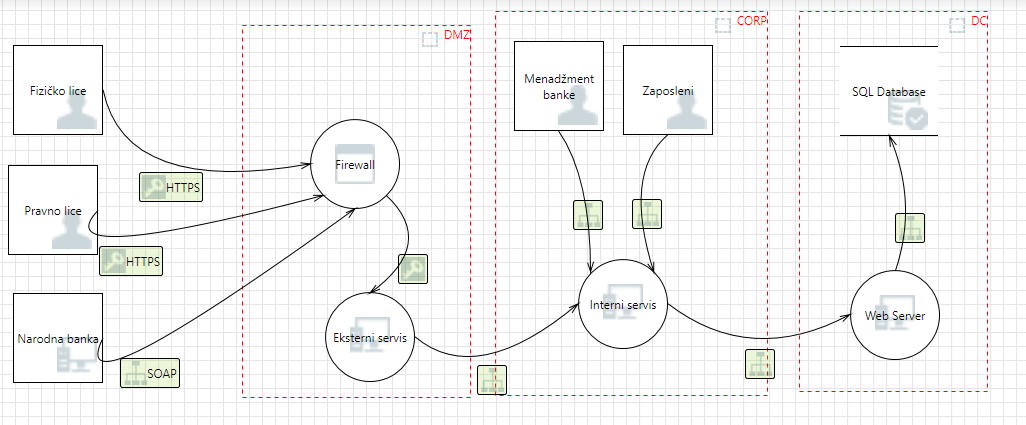 DMZ
CORP
DC
Fizičko lice
Menadžment
banke
Zaposleni
SQL Database
Firewall
HTTPS
Pravno lice
HTTPS
Narodna banka
Eksterni servis
Interni servis
Web Server
SOAP